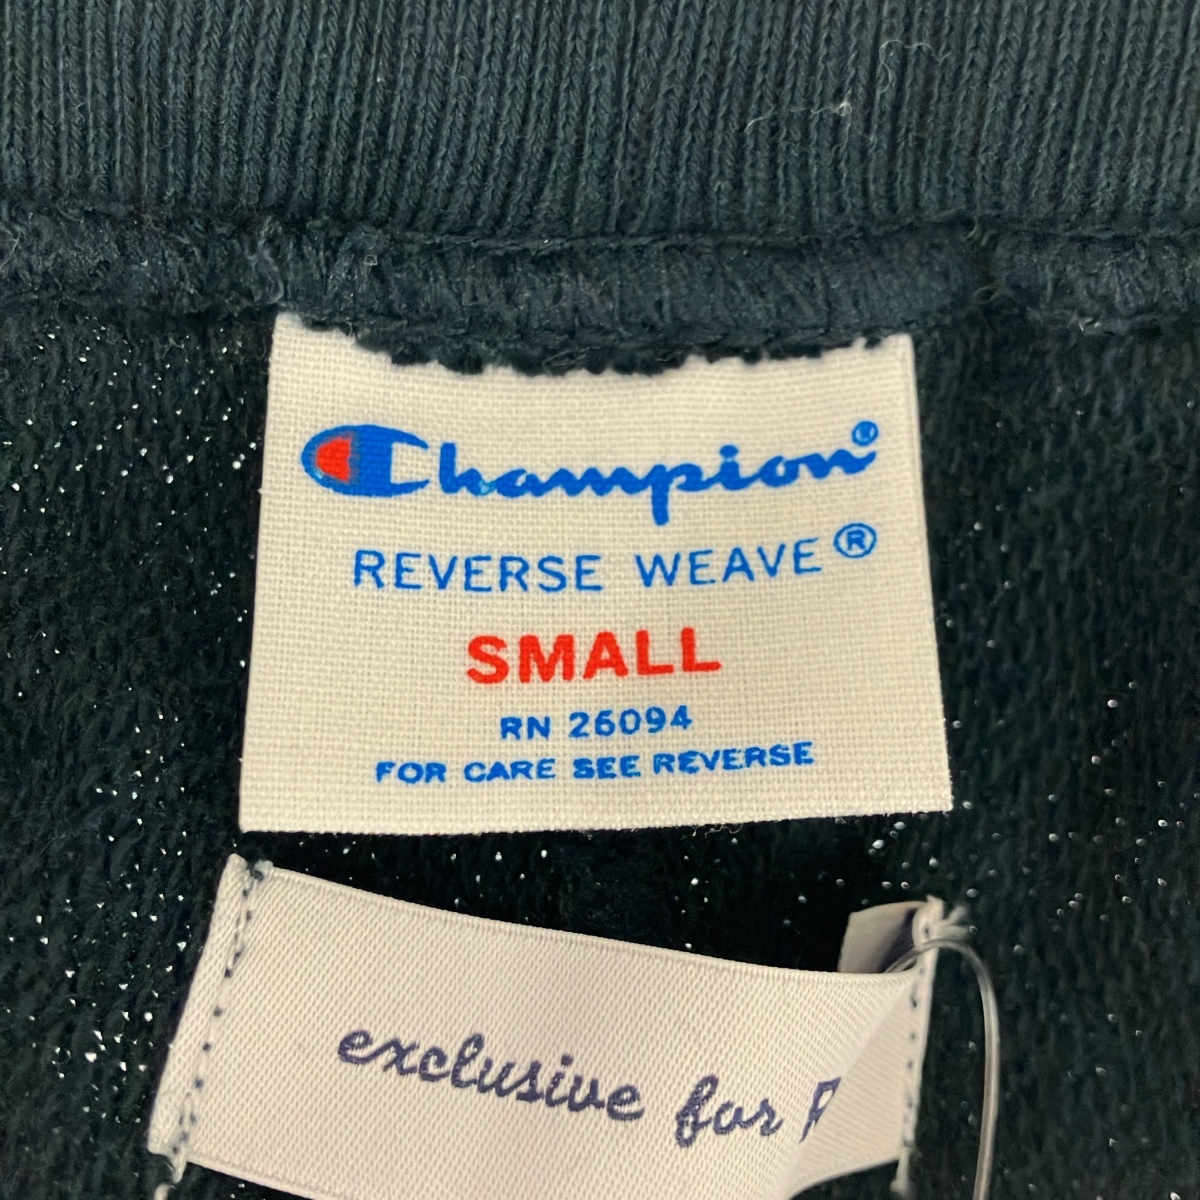 Champion®
REVERSE WEAVE®
SMALL
RN 26094
FOR CARE SEE REVERSE
exclusive for